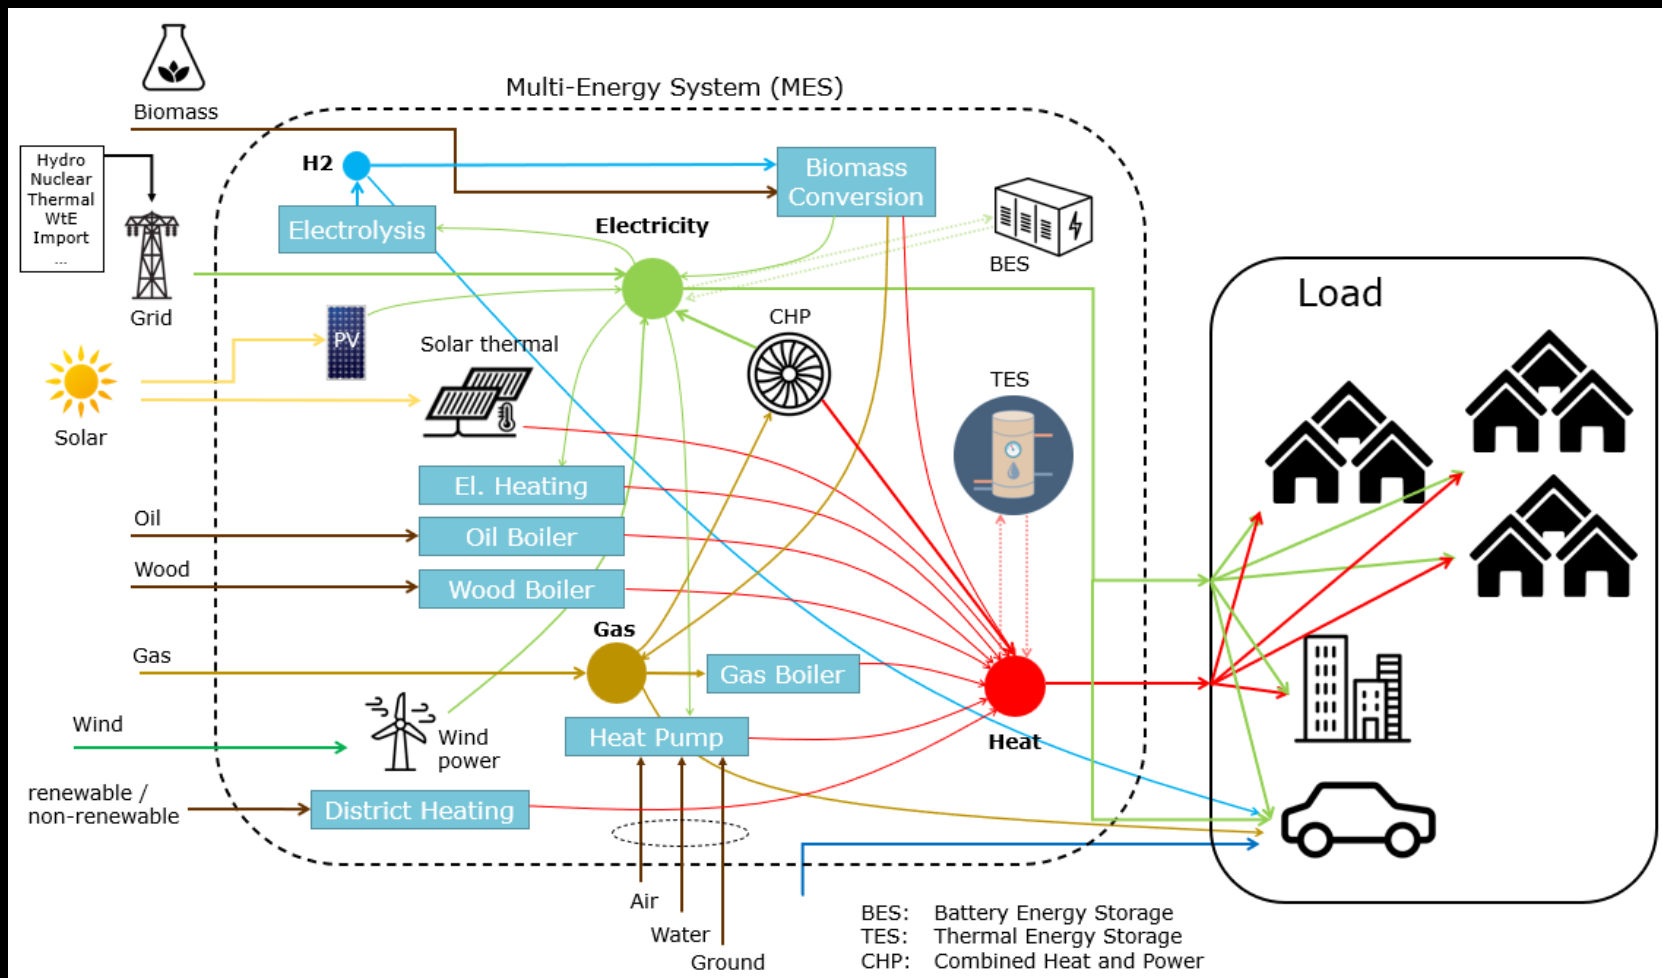 Multi-Energy System (MES)
Biomass
Hydro
Nuclear
Thermal
WtE
Import
...
H2
Biomass
Conversion
Electrolysis
Electricity
BES
Grid
PV
CHP
Solar thermal
TES
Solar
Load
El. Heating
Oil
Oil Boiler
Wood
Wood Boiler
Gas
Gas
Gas Boiler
Wind
Wind
power
Heat Pump
Heat
renewable /
non-renewable
District Heating
Air
Water
Ground
BES: Battery Energy Storage
TES: Thermal Energy Storage
CHP: Combined Heat and Power